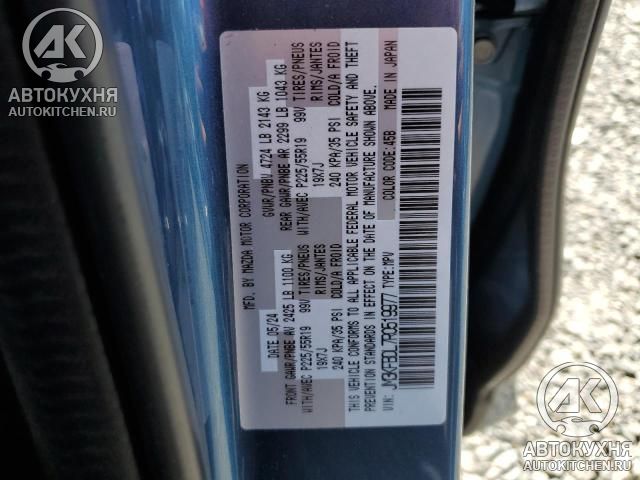 АК
АВТОКУХНЯ
AUTOKITCHEN.RU
MFD. BY MAZDA MOTOR CORPORATION
DATE 05/24
GVWR/PNBV 4724 LB 2143 KG
FRONT GAWR/PNBE AV 2425 LB 1100 KG
REAR GAWR/PNBE AR 2299 LB 1043 KG
WITH/AVEC P225/55R19 99V TIRES/PNEUS
WITH/AVEC P225/55R19 99V TIRES/PNEUS
19X7J RIMS/JANTES
19X7J RIMS/JANTES
240 KPA/35 PSI COLD/A FROID
240 KPA/35 PSI COLD/A FROID
THIS VEHICLE CONFORMS TO ALL APPLICABLE FEDERAL MOTOR VEHICLE SAFETY AND THEFT
PREVENTION STANDARDS IN EFFECT ON THE DATE OF MANUFACTURE SHOWN ABOVE.
VIN: JM3KFBDL7R0519977 TYPE:MPV
COLOR CODE:45B MADE IN JAPAN
АК
АВТОКУХНЯ
AUTOKITCHEN.RU